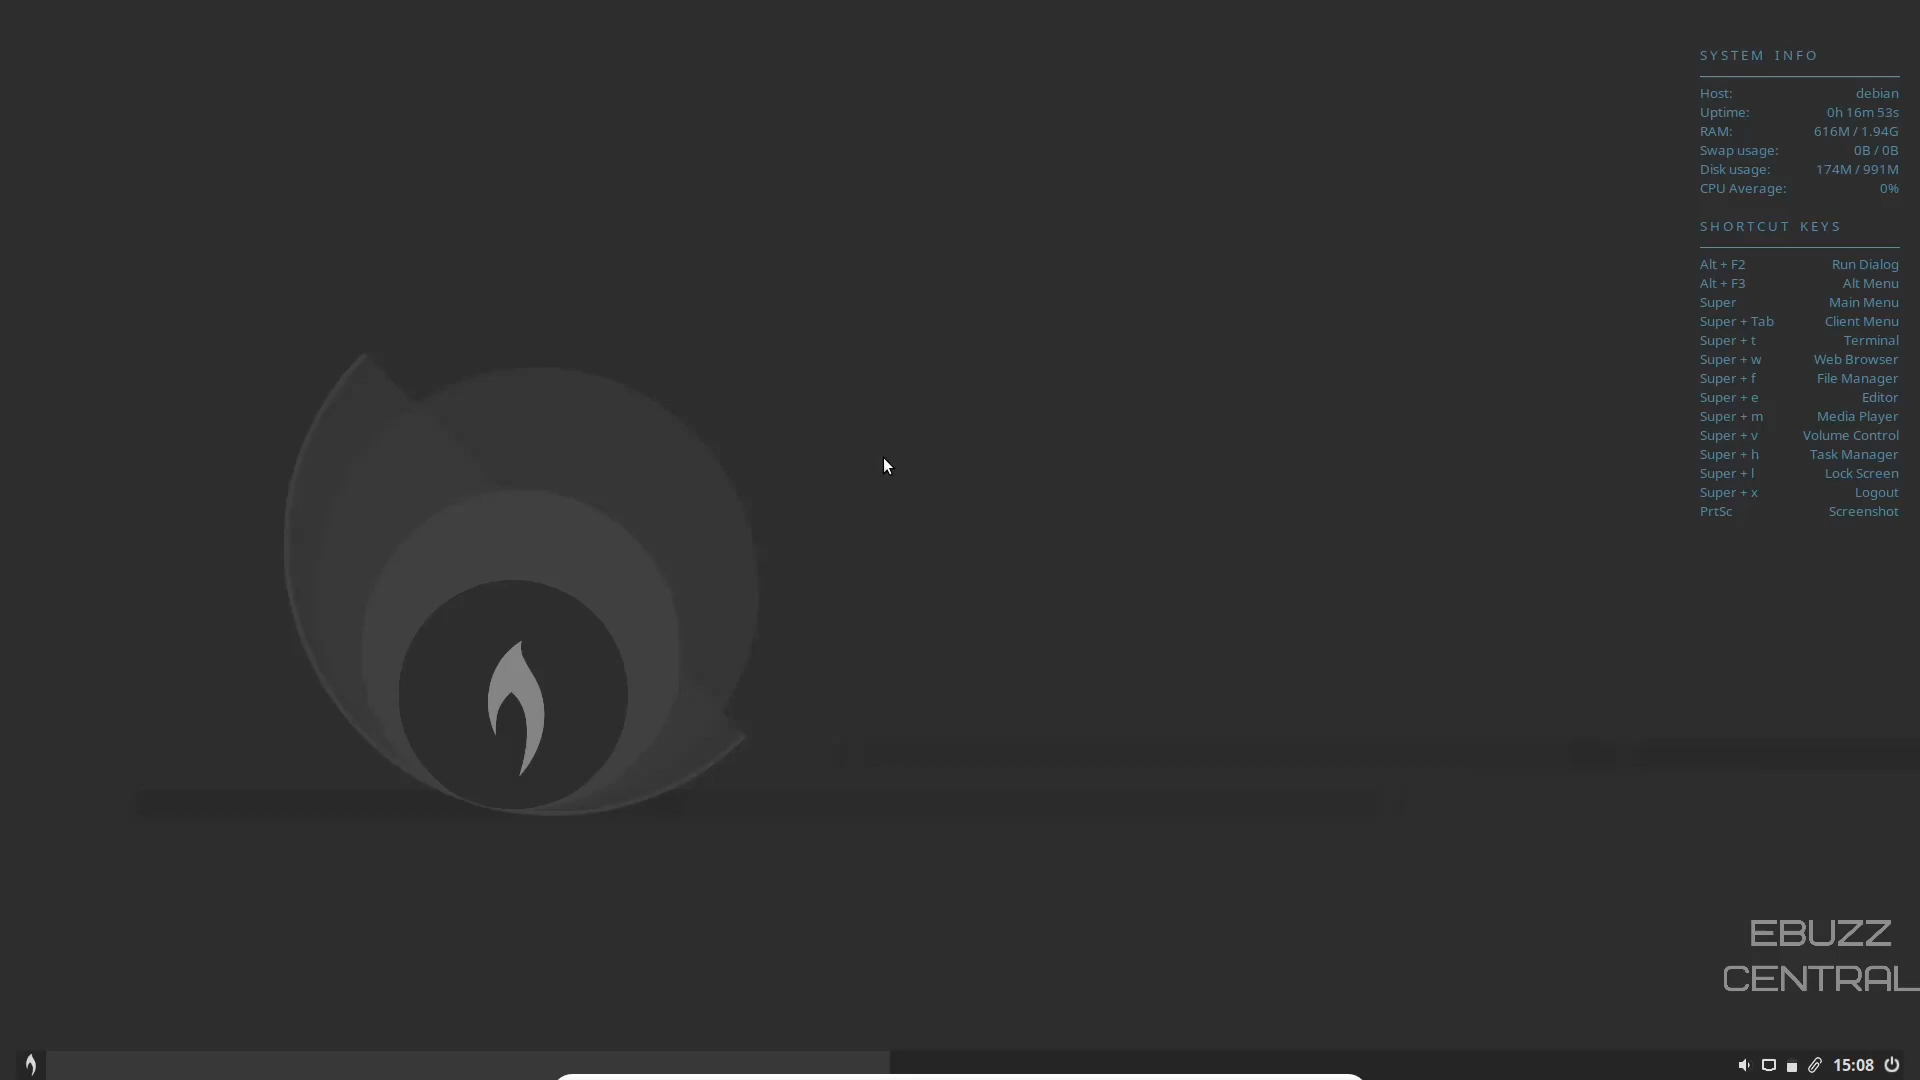 SYSTEM INFO
Host: debian
Uptime: 0h 16m 53s
RAM: 616M / 1.94G
Swap usage: 0B / 0B
Disk usage: 174M / 991M
CPU Average: 0%
SHORTCUT KEYS
Alt + F2 Run Dialog
Alt + F3 Alt Menu
Super Main Menu
Super + Tab Client Menu
Super + t Terminal
Super + w Web Browser
Super + f File Manager
Super + e Editor
Super + m Media Player
Super + v Volume Control
Super + h Task Manager
Super + l Lock Screen
Super + x Logout
PrtSc Screenshot
EBUZZ
CENTRAL
15:08